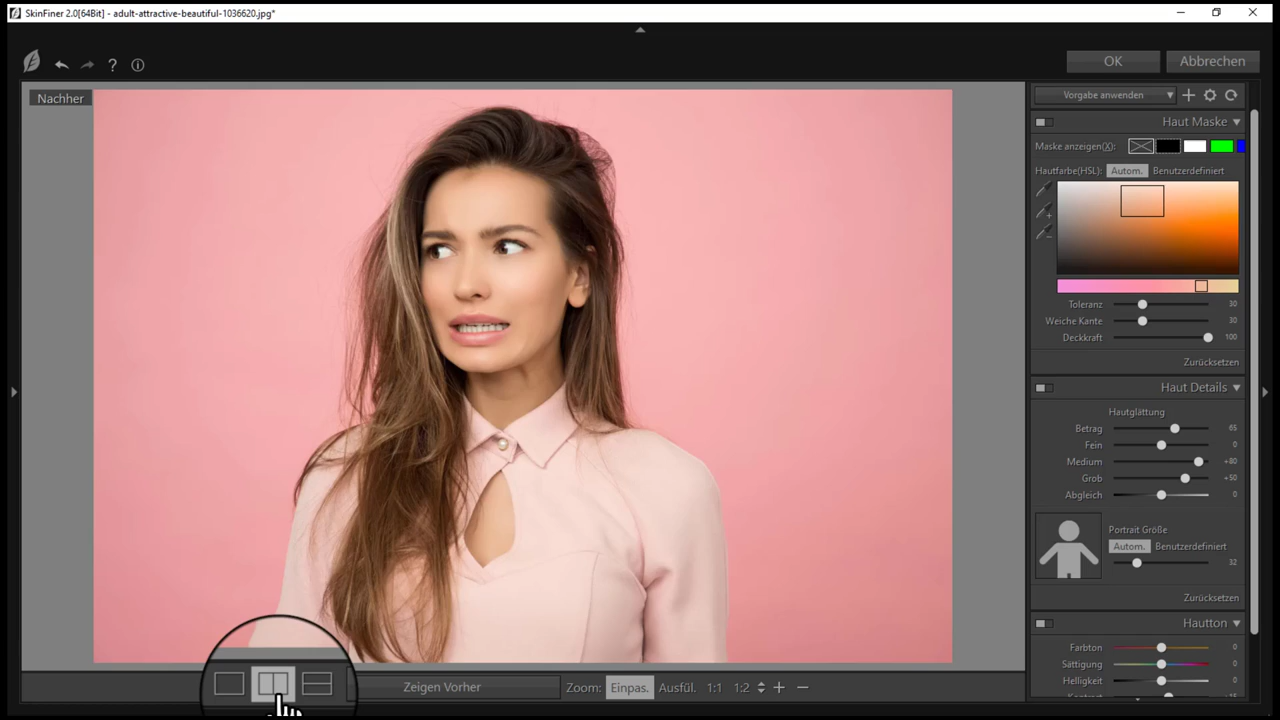 SkinFiner 2.0[64Bit] - adult-attractive-beautiful-1036620.jpg*
OK
Abbrechen
Nachher
Vorgabe anwenden
Haut Maske
Maske anzeigen(X):
Hautfarbe(HSL): Autom. Benutzerdefiniert
Toleranz 30
Weiche Kante 30
Deckkraft 100
Zurücksetzen
Haut Details
Hautglättung
Betrag 65
Fein 0
Medium +80
Grob +50
Abgleich 0
Portrait Größe
Autom. Benutzerdefiniert
32
Zurücksetzen
Hautton
Farbton 0
Sättigung 0
Helligkeit 0
Zeigen Vorher Zoom: Einpas. Ausfül. 1:1 1:2